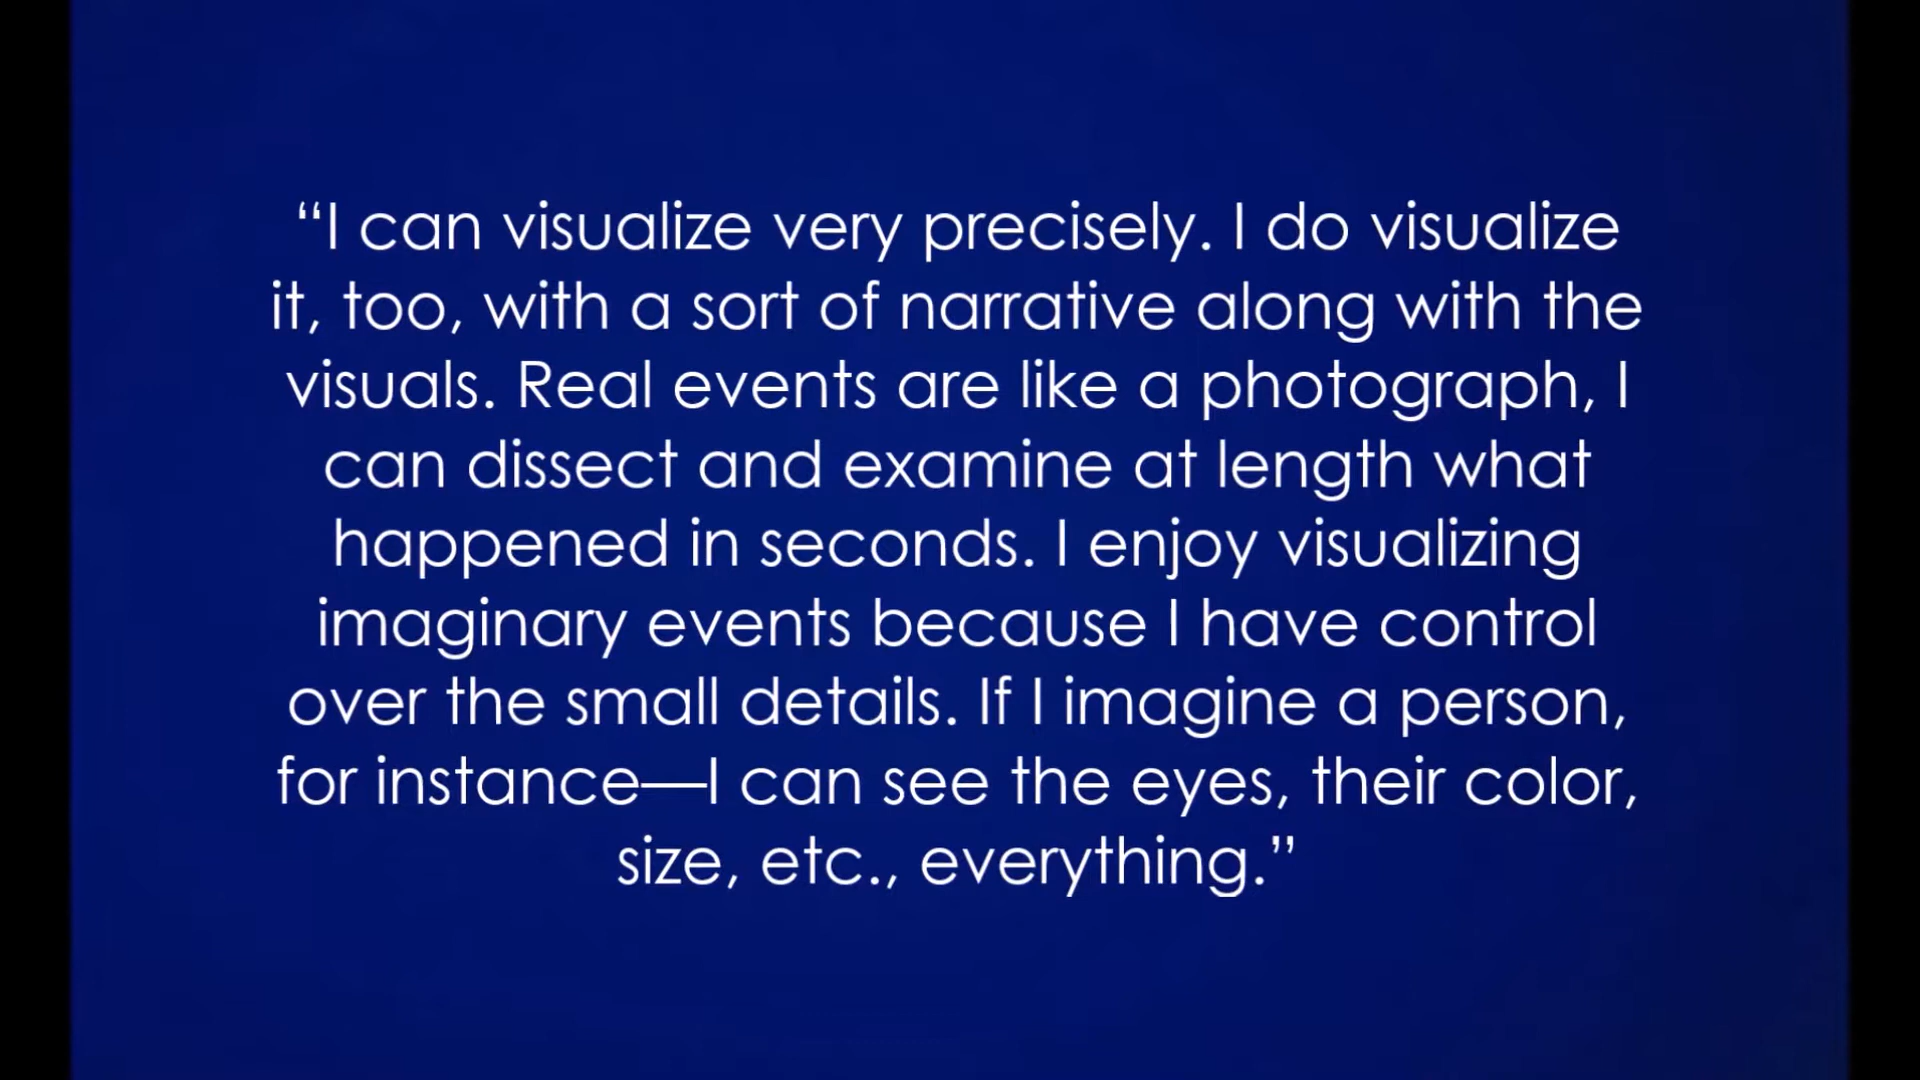 “I can visualize very precisely. I do visualize
it, too, with a sort of narrative along with the
visuals. Real events are like a photograph, I
can dissect and examine at length what
happened in seconds. I enjoy visualizing
imaginary events because I have control
over the small details. If I imagine a person,
for instance—I can see the eyes, their color,
size, etc., everything.”